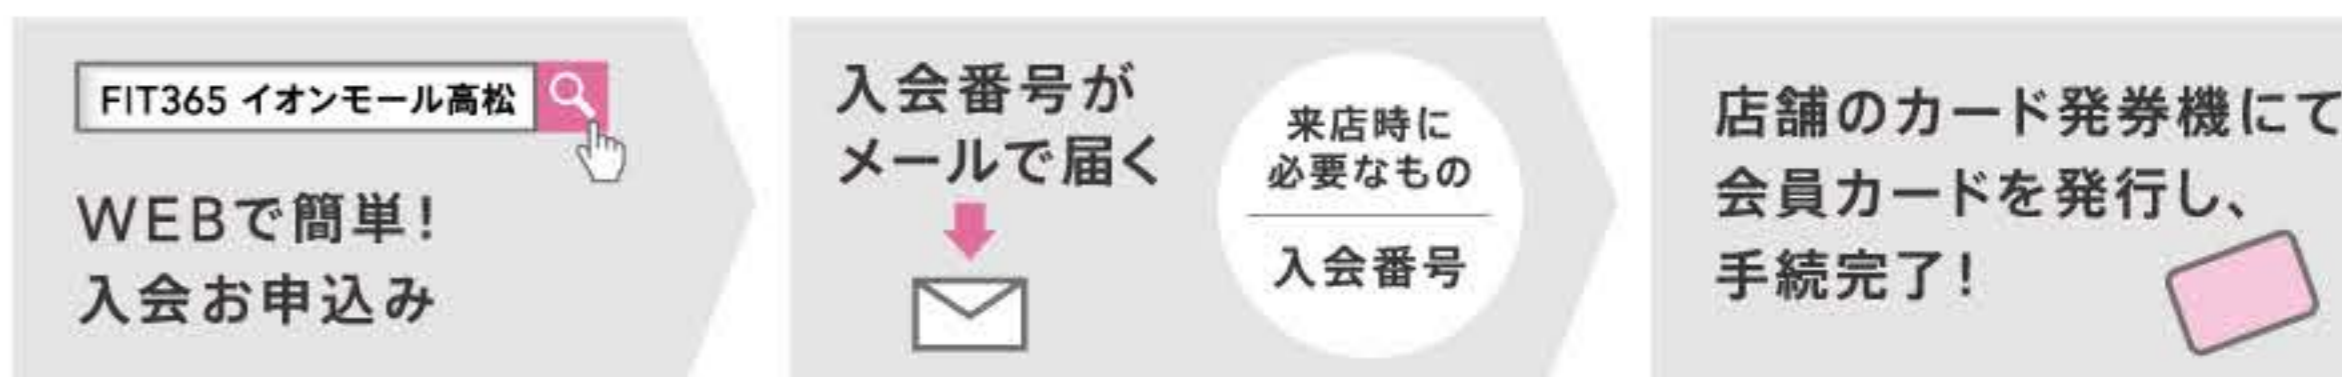 FIT365 イオンモール高松
WEBで簡単!
入会お申込み
入会番号が
メールで届く
来店時に
必要なもの
入会番号
店舗のカード発券機にて
会員カードを発行し、
手続完了!